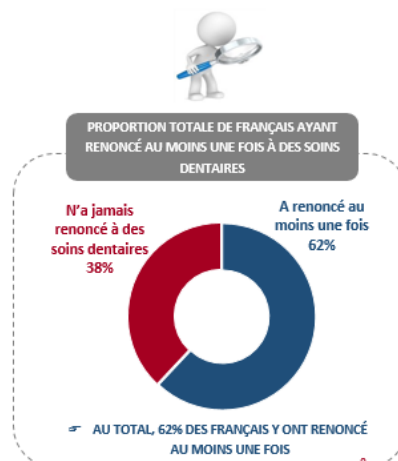 PROPORTION TOTALE DE FRANÇAIS AYANT
RENONCÉ AU MOINS UNE FOIS À DES SOINS
DENTAIRES
N'a jamais
renoncé à des
soins dentaires
38%
A renoncé au
moins une fois
62%
☞ AU TOTAL, 62% DES FRANÇAIS Y ONT RENONCÉ
AU MOINS UNE FOIS